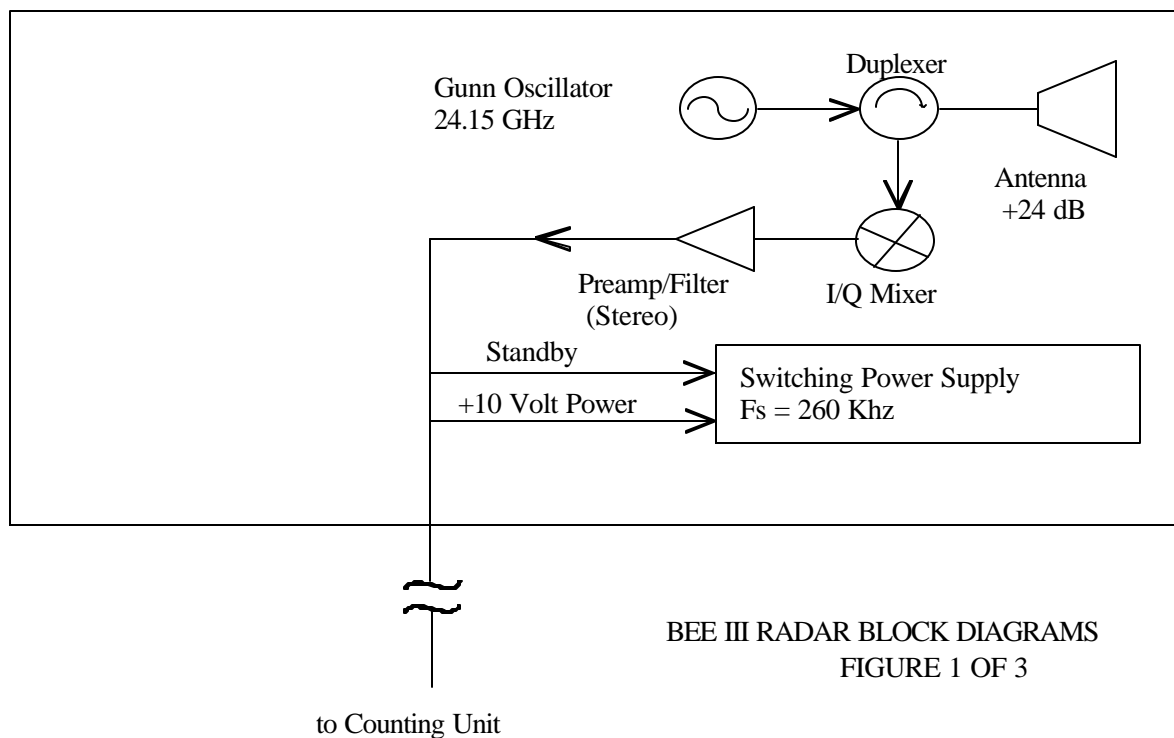 Gunn Oscillator
24.15 GHz
Duplexer
Antenna
+24 dB
I/Q Mixer
Preamp/Filter
(Stereo)
Standby
+10 Volt Power
Switching Power Supply
Fs = 260 Khz
BEE III RADAR BLOCK DIAGRAMS
FIGURE 1 OF 3
to Counting Unit